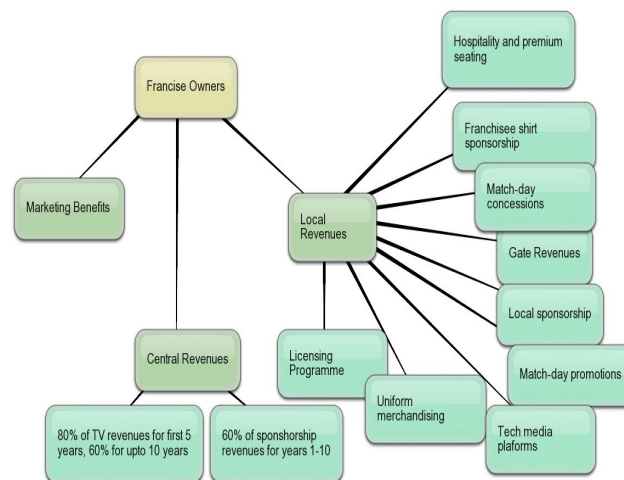 Hospitality and premium
seating
Francise Owners
Franchisee shirt
sponsorship
Match-day
concessions
Marketing Benefits
Local
Revenues
Gate Revenues
Local sponsorship
Central Revenues
Licensing
Programme
Match-day promotions
Uniform
merchandising
80% of TV revenues for first 5
years, 60% for upto 10 years
60% of sponshorship
revenues for years 1-10
Tech media
plaforms